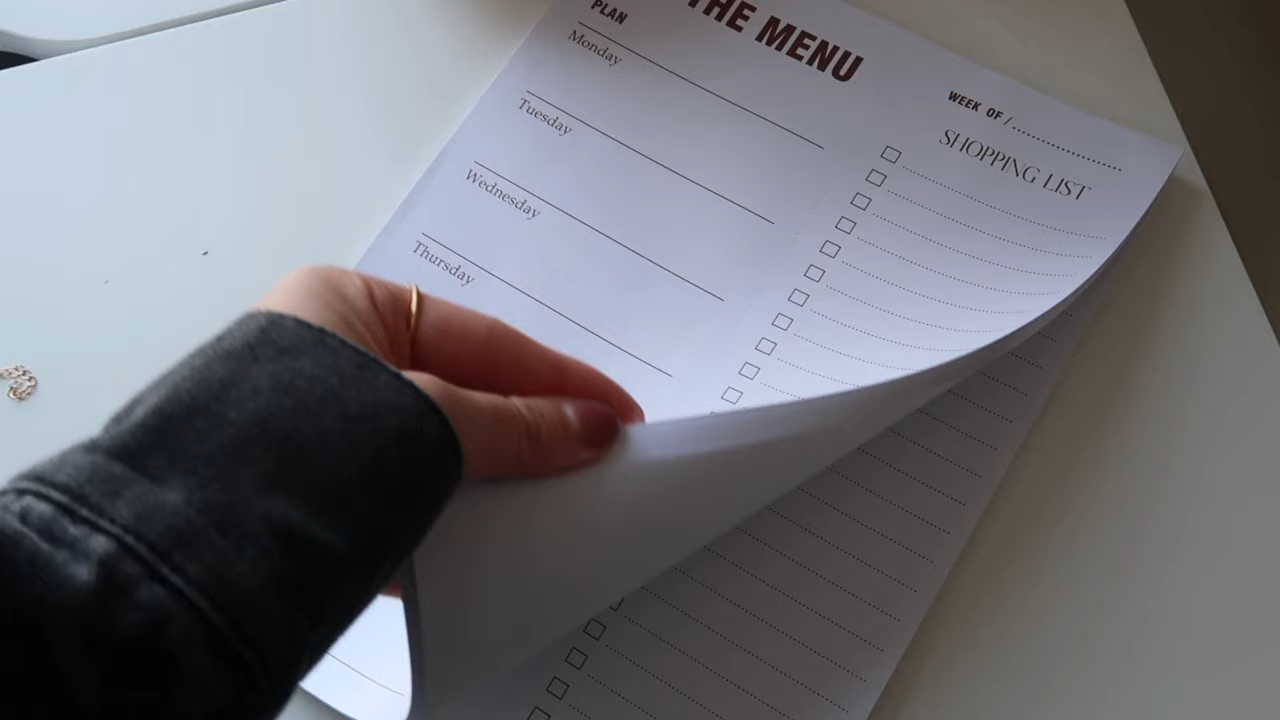 THE MENU
PLAN
Monday
Tuesday
Wednesday
Thursday
WEEK OF /
SHOPPING LIST